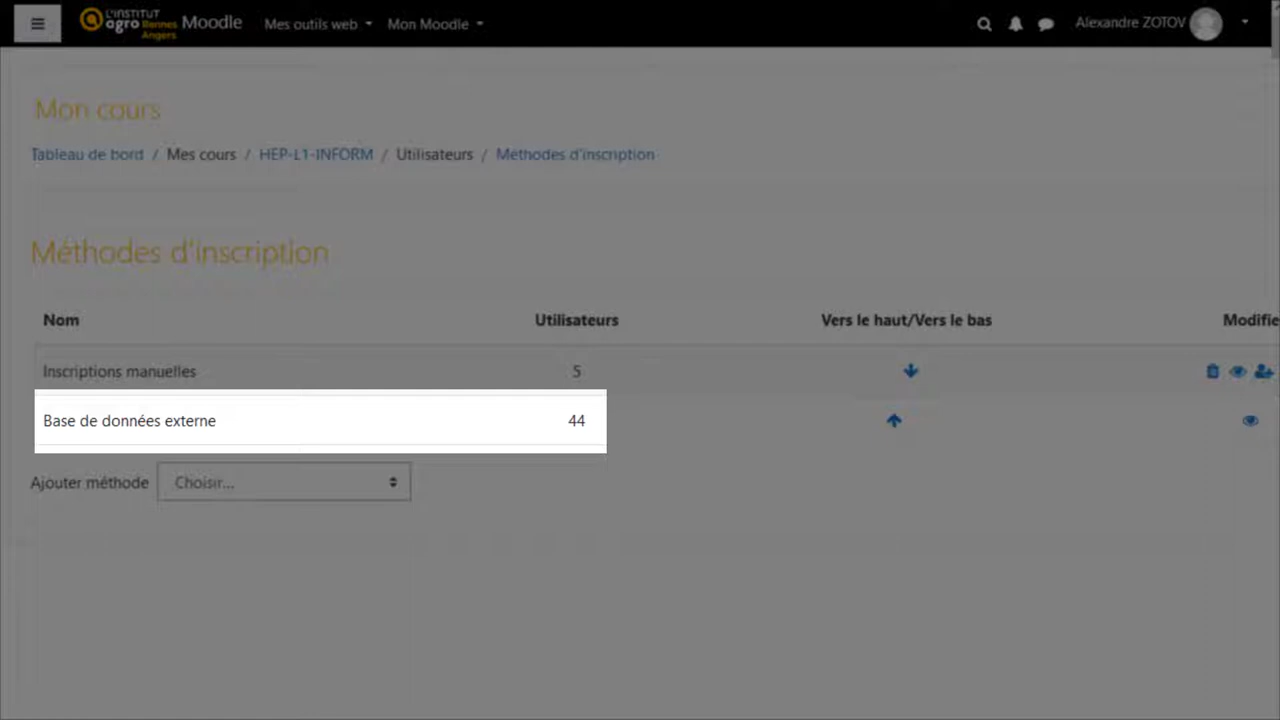 L'INSTITUT
agro Rennes
Angers
Moodle Mes outils web Mon Moodle Alexandre ZOTOV
Mon cours
Tableau de bord / Mes cours / HEP-L1-INFORM / Utilisateurs / Méthodes d'inscription
Méthodes d'inscription
Nom Utilisateurs Vers le haut/Vers le bas Modifie
Inscriptions manuelles 5
Base de données externe 44
Ajouter méthode Choisir...